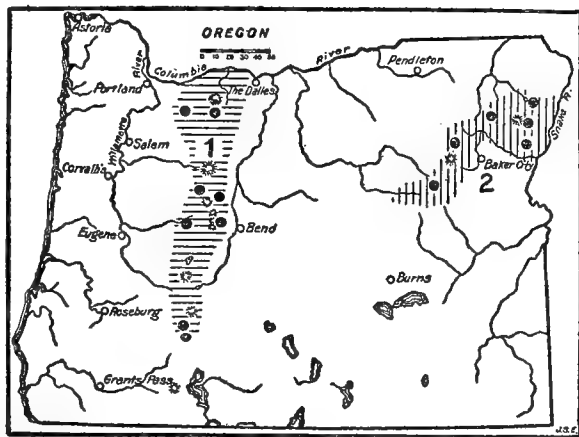 OREGON
0 10 20 30 40 50
Astoria
River
Columbia
River
Pendleton
Portland
The Dalles
Snake R.
Willamette
Salem
1
Corvallis
Baker City
2
Eugene
Bend
Burns
Roseburg
Grants Pass
J.S.C.